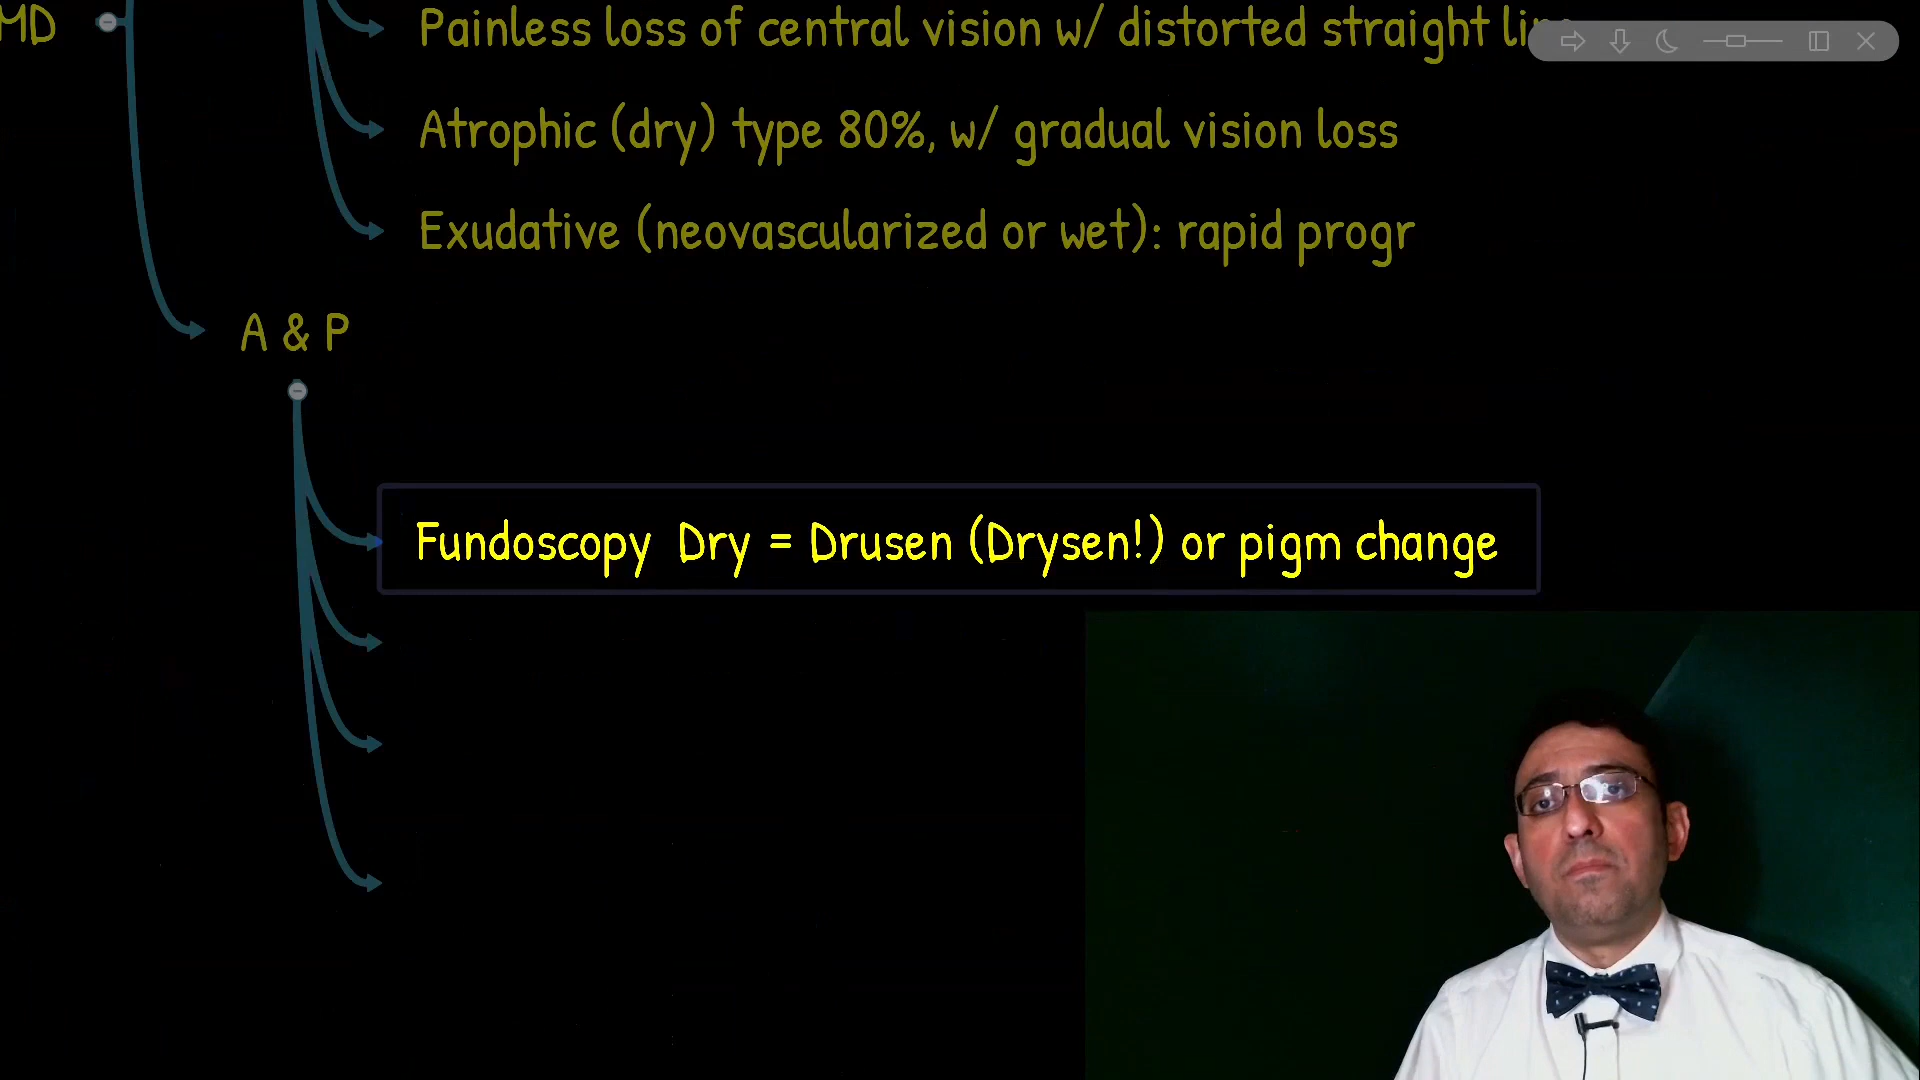 MD
Painless loss of central vision w/ distorted straight
Atrophic (dry) type 80%, w/ gradual vision loss
Exudative (neovascularized or wet): rapid progr
A & P
Fundoscopy Dry = Drusen (Drysen!) or pigm change